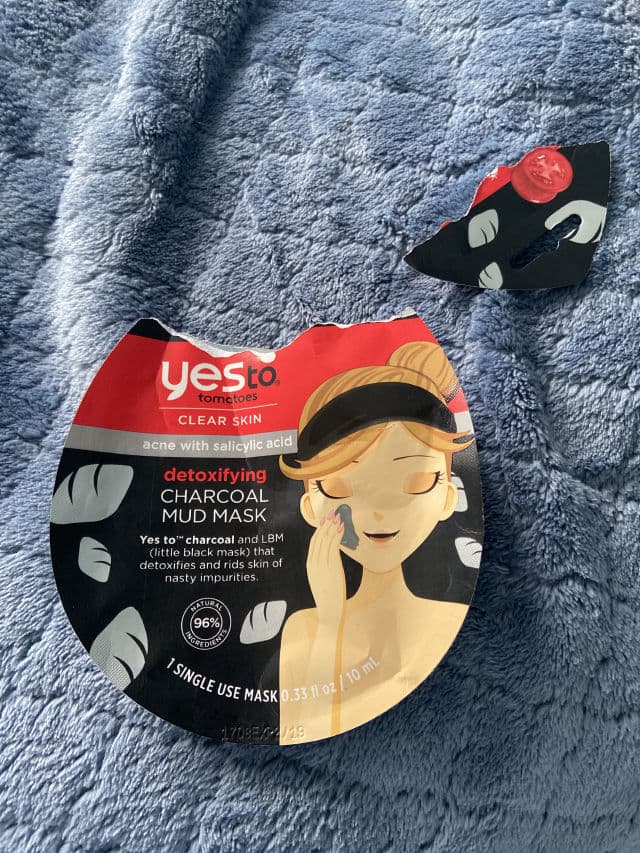 yes to
tomatoes
CLEAR SKIN
acne with salicylic acid
detoxifying
CHARCOAL
MUD MASK
Yes to™ charcoal and LBM
(little black mask) that
detoxifies and rids skin of
nasty impurities.
NATURAL
96%
INGREDIENTS
1 SINGLE USE MASK 0.33 fl oz / 10 mL